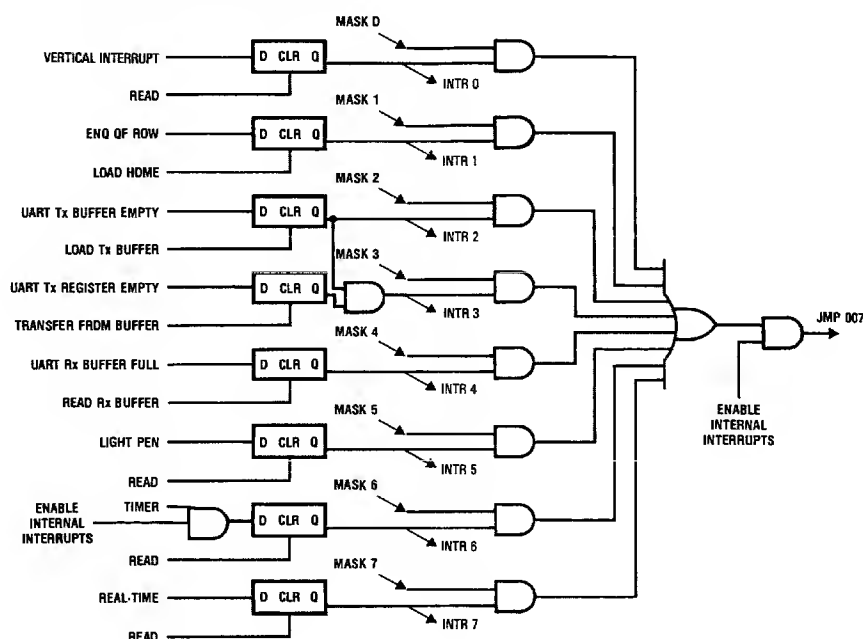 MASK D
VERTICAL INTERRUPT
D CLR Q
READ
INTR 0
MASK 1
ENQ QF ROW
D CLR Q
LOAD HDME
INTR 1
MASK 2
UART Tx BUFFER EMPTY
D CLR Q
LOAD Tx BUFFER
INTR 2
MASK 3
UART Tx REGISTER EMPTY
D CLR Q
TRANSFER FRDM BUFFER
INTR 3
MASK 4
UART Rx BUFFER FULL
D CLR Q
READ Rx BUFFER
INTR 4
MASK 5
LIGHT PEN
D CLR Q
READ
INTR 5
MASK 6
TIMER
ENABLE
INTERNAL
INTERRUPTS
D CLR Q
READ
INTR 6
MASK 7
REAL-TIME
D CLR Q
READ
INTR 7
JMP 007
ENABLE
INTERNAL
INTERRUPTS